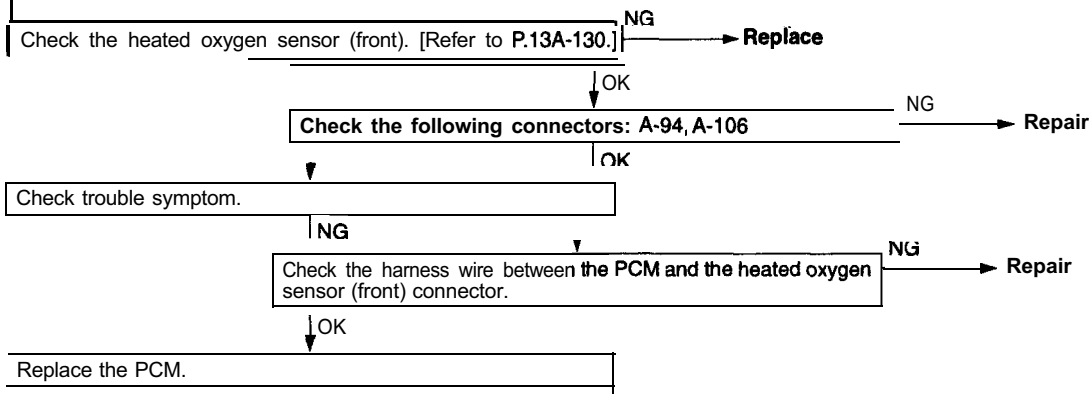 NG
Check the heated oxygen sensor (front). [Refer to P.13A-130.] Replace
OK
NG
Check the following connectors: A-94, A-106 Repair
OK
Check trouble symptom.
NG
NG
Check the harness wire between the PCM and the heated oxygen Repair
sensor (front) connector.
OK
Replace the PCM.